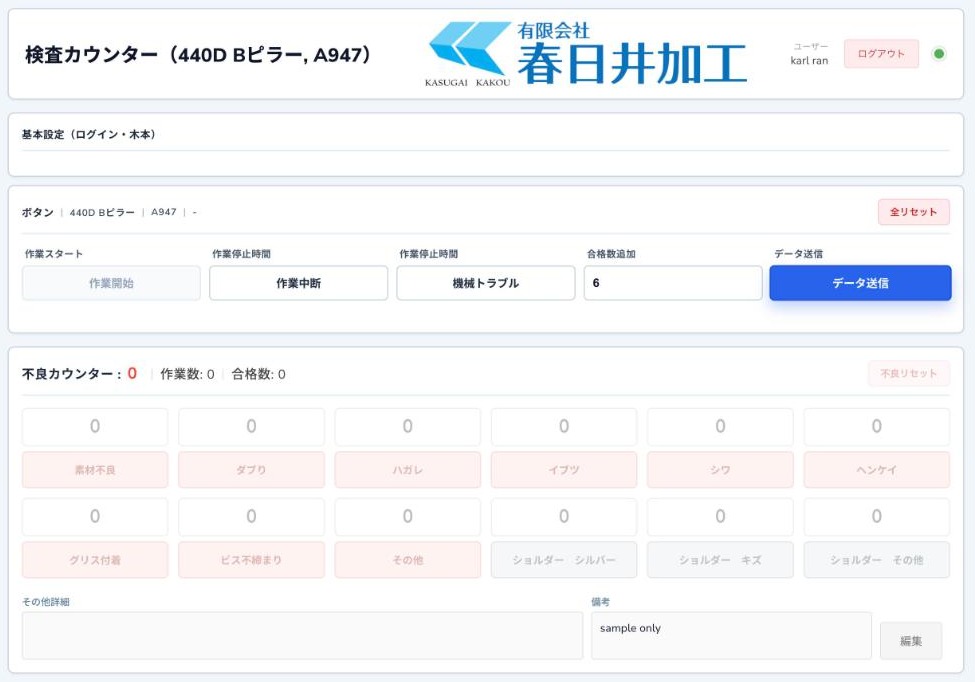 検査カウンター（440D Bピラー, A947）
有限会社
春日井加工
KASUGAI KAKOU
ユーザー
karl ran
ログアウト
基本設定（ログイン・木本）
ボタン | 440D Bピラー | A947 | -
全リセット
作業スタート 作業停止時間 作業停止時間 合格数追加 データ送信
作業開始 作業中断 機械トラブル 6 データ送信
不良カウンター : 0 | 作業数: 0 | 合格数: 0
不良リセット
0 0 0 0 0 0
素材不良 ダブり ハガレ イブツ シワ ヘンケイ
0 0 0 0 0 0
グリス付着 ビス不締まり その他 ショルダー　シルバー ショルダー　キズ ショルダー　その他
その他詳細 備考
sample only
編集